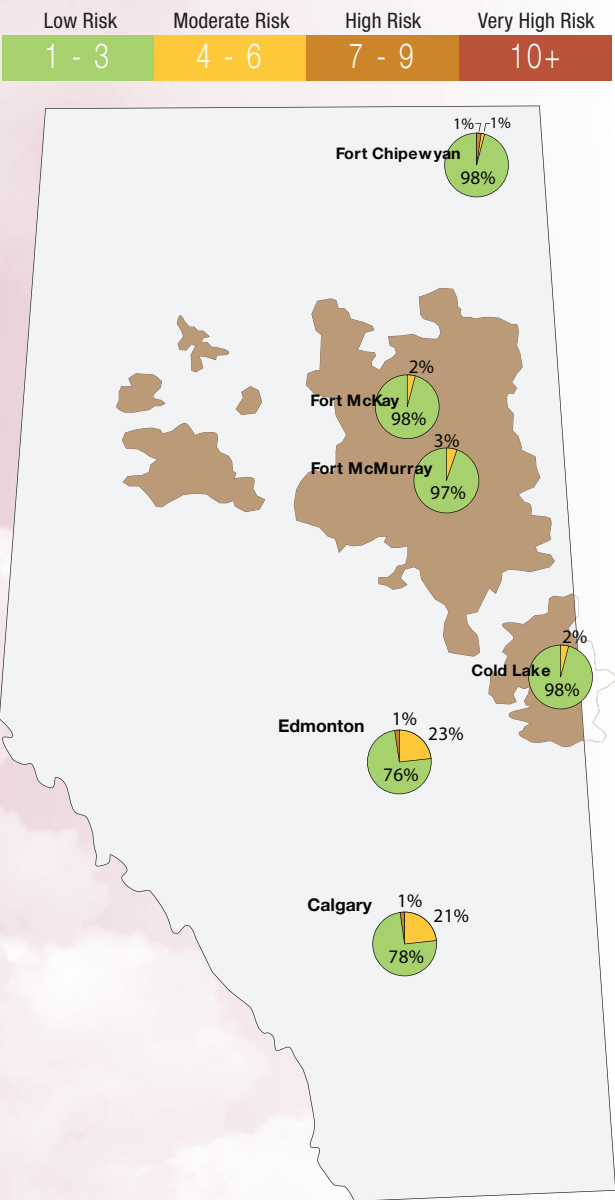 Low Risk Moderate Risk High Risk Very High Risk
1 - 3 4 - 6 7 - 9 10+
1% 1%
Fort Chipewyan
98%
2%
Fort McKay
98%
3%
Fort McMurray
97%
2%
Cold Lake
98%
1%
Edmonton
23%
76%
1%
Calgary
21%
78%